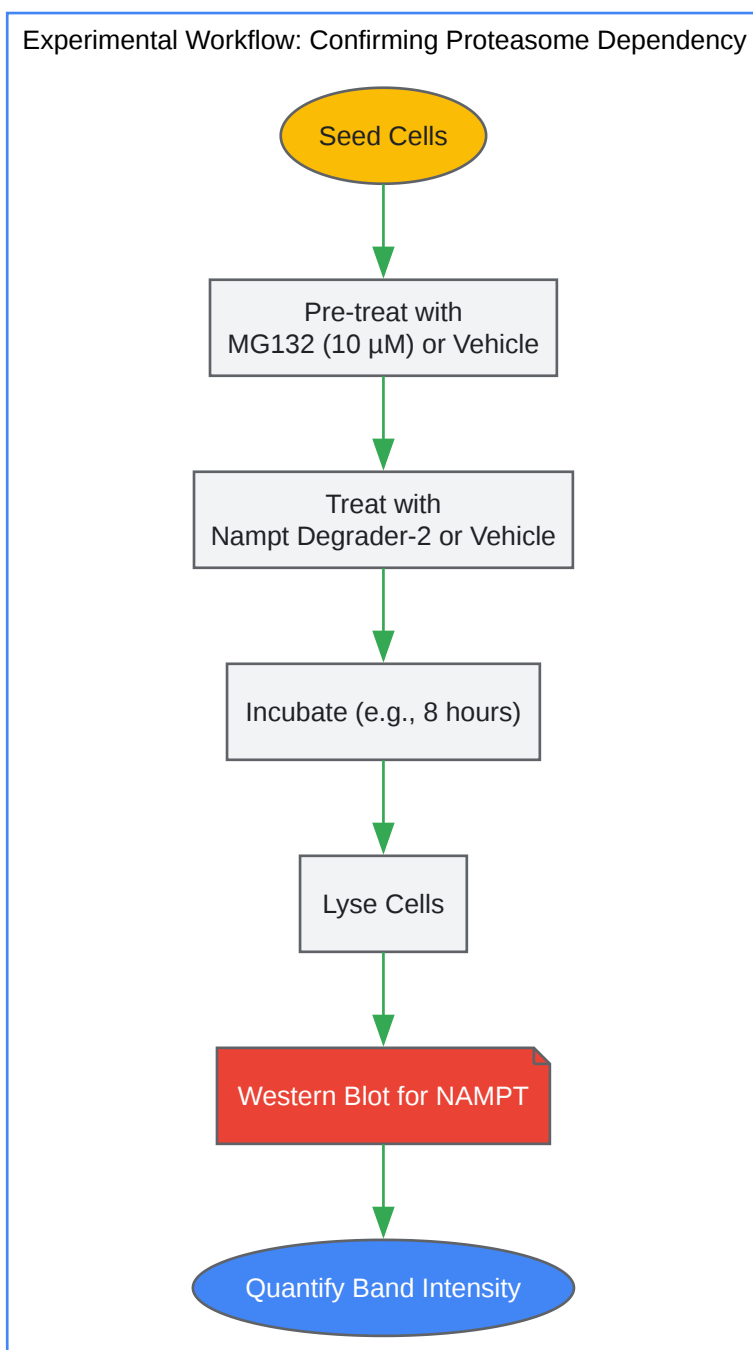 Experimental Workflow: Confirming Proteasome Dependency
Seed Cells
Pre-treat with
MG132 (10 µM) or Vehicle
Treat with
Nampt Degrader-2 or Vehicle
Incubate (e.g., 8 hours)
Lyse Cells
Western Blot for NAMPT
Quantify Band Intensity